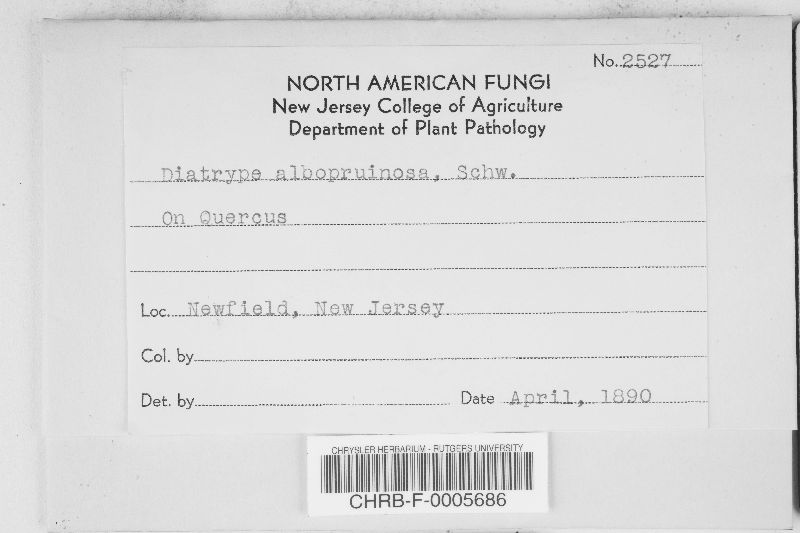 No. 2527
NORTH AMERICAN FUNGI
New Jersey College of Agriculture
Department of Plant Pathology
Diatrype albopruinosa, Schw.
On Quercus
Loc. Newfield, New Jersey
Col. by
Det. by Date April, 1890
CHRYSLER HERBARIUM - RUTGERS UNIVERSITY
CHRB-F-0005686